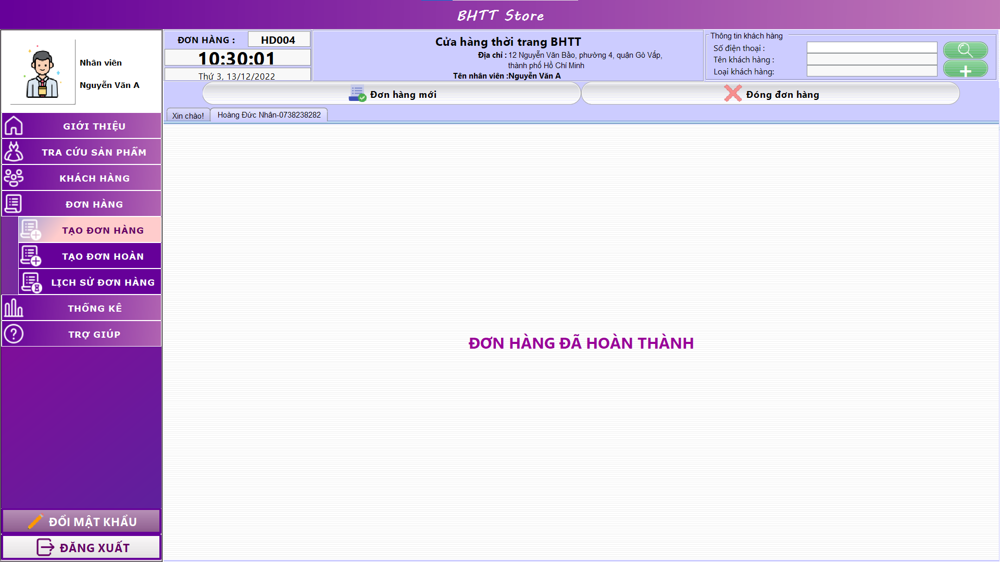 BHTT Store
Nhân viên
Nguyễn Văn A
GIỚI THIỆU
TRA CỨU SẢN PHẨM
KHÁCH HÀNG
ĐƠN HÀNG
TẠO ĐƠN HÀNG
TẠO ĐƠN HOÀN
LỊCH SỬ ĐƠN HÀNG
THỐNG KÊ
TRỢ GIÚP
ĐỔI MẬT KHẨU
ĐĂNG XUẤT
ĐƠN HÀNG : HD004
10:30:01
Thứ 3, 13/12/2022
Cửa hàng thời trang BHTT
Địa chỉ : 12 Nguyễn Văn Bảo, phường 4, quận Gò Vấp,
thành phố Hồ Chí Minh
Tên nhân viên :Nguyễn Văn A
Thông tin khách hàng
Số điện thoại :
Tên khách hàng :
Loại khách hàng:
Đơn hàng mới
Đóng đơn hàng
Xin chào!
Hoàng Đức Nhân-0738238282
ĐƠN HÀNG ĐÃ HOÀN THÀNH